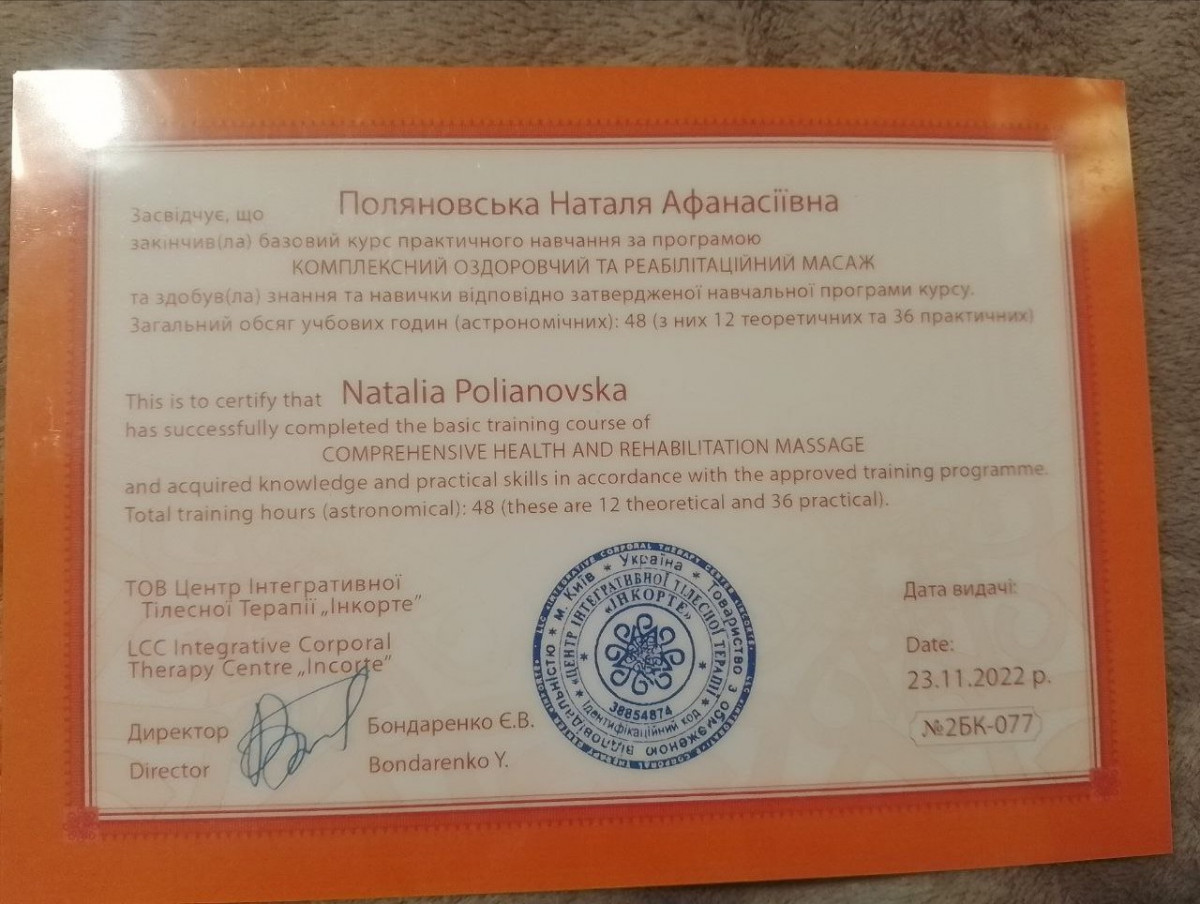 Засвідчує, що Поляновська Наталя Афанасіївна
закінчив(ла) базовий курс практичного навчання за програмою
КОМПЛЕКСНИЙ ОЗДОРОВЧИЙ ТА РЕАБІЛІТАЦІЙНИЙ МАСАЖ
та здобув(ла) знання та навички відповідно затвердженої навчальної програми курсу.
Загальний обсяг учбових годин (астрономічних): 48 (з них 12 теоретичних та 36 практичних)
This is to certify that Natalia Polianovska
has successfully completed the basic training course of
COMPREHENSIVE HEALTH AND REHABILITATION MASSAGE
and acquired knowledge and practical skills in accordance with the approved training programme.
Total training hours (astronomical): 48 (these are 12 theoretical and 36 practical).
ТОВ Центр Інтегративної
Тілесної Терапії „Інкорте”
LCC Integrative Corporal
Therapy Centre „Incorte”
Директор Бондаренко Є.В.
Director Bondarenko Y.
Україна * Товариство з обмеженою відповідальністю * м. Київ *
«ЦЕНТР ІНТЕГРАТИВНОЇ ТІЛЕСНОЇ ТЕРАПІЇ
«ІНКОРТЕ»
38854874
Ідентифікаційний код
Дата видачі:
Date:
23.11.2022 р.
№2БК-077